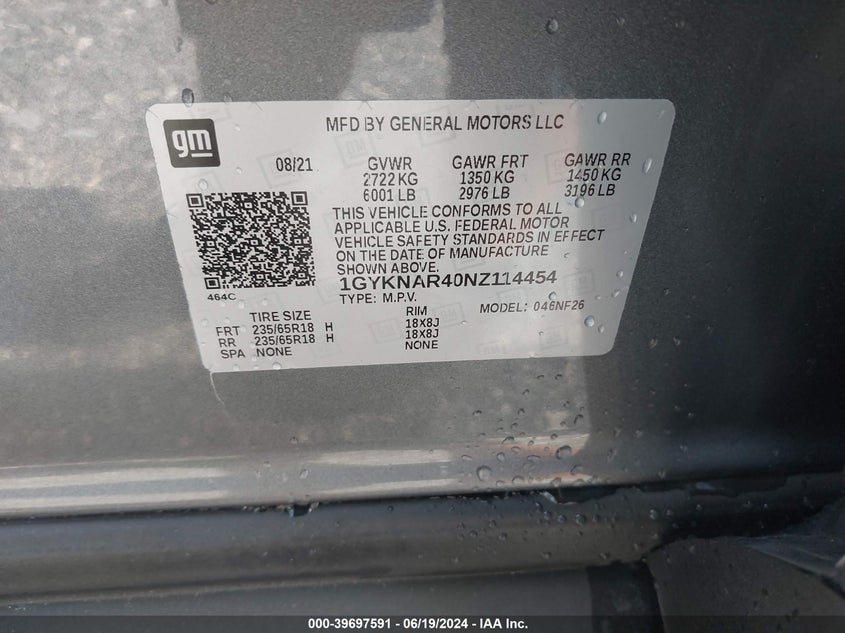 gm
MFD BY GENERAL MOTORS LLC
08/21 GVWR GAWR FRT GAWR RR
2722 KG 1350 KG 1450 KG
6001 LB 2976 LB 3196 LB
THIS VEHICLE CONFORMS TO ALL
APPLICABLE U.S. FEDERAL MOTOR
VEHICLE SAFETY STANDARDS IN EFFECT
ON THE DATE OF MANUFACTURE
SHOWN ABOVE.
1GYKNAR40NZ114454
464C
TYPE: M.P.V. MODEL: 046NF26
TIRE SIZE RIM
FRT 235/65R18 H 18X8J
RR 235/65R18 H 18X8J
SPA NONE NONE
000-39697591 - 06/19/2024 - IAA Inc.